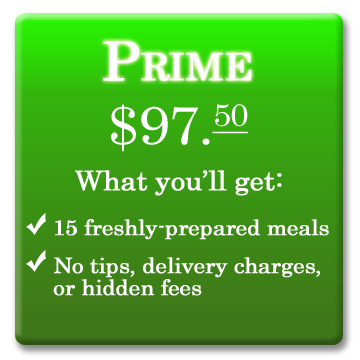 PRIME
$97.50
What you’ll get:
15 freshly-prepared meals
No tips, delivery charges,
or hidden fees